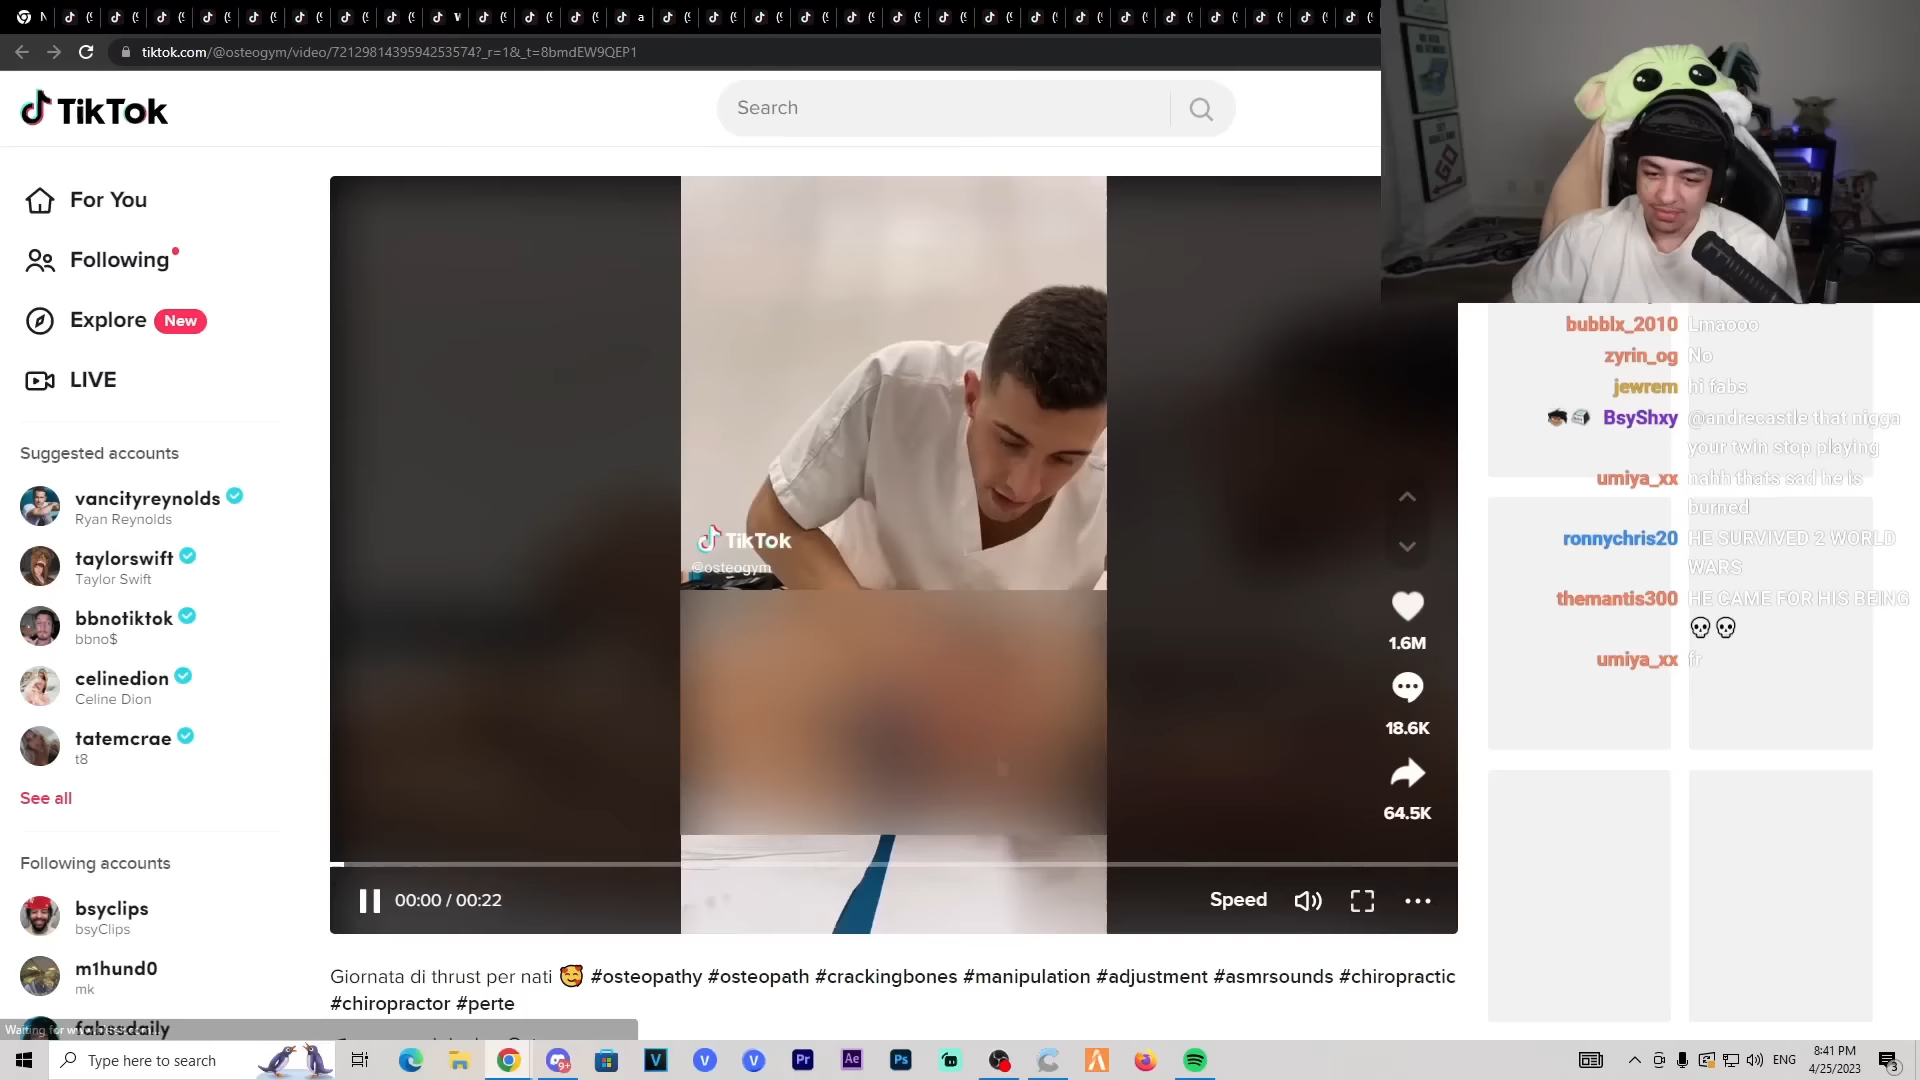 tiktok.com/@osteogym/video/7212981439594253574?_r=1&_t=8bmdEW9QEP1
TikTok
Search
For You
Following
Explore
New
LIVE
Suggested accounts
vancityreynolds
Ryan Reynolds
taylorswift
Taylor Swift
bbnotiktok
bbno$
celinedion
Celine Dion
tatemcrae
t8
See all
Following accounts
bsyclips
bsyClips
m1hund0
mk
TikTok
@osteogym
1.6M
18.6K
64.5K
00:00 / 00:22
Speed
Giornata di thrust per nati 🥰 #osteopathy #osteopath #crackingbones #manipulation #adjustment #asmrsounds #chiropractic
#chiropractor #perte
bubblx_2010 Lmaooo
zyrin_og No
jewrem hi fabs
BsyShxy @andrecastle that nigga
your twin stop playing
umiya_xx nahh thats sad he is
burned
ronnychris20 HE SURVIVED 2 WORLD
WARS
themantis300 HE CAME FOR HIS BEING
💀💀
umiya_xx fr
GO
Type here to search
9+
V
V
V
Pr
Ae
Ps
ENG
8:41 PM
4/25/2023
3